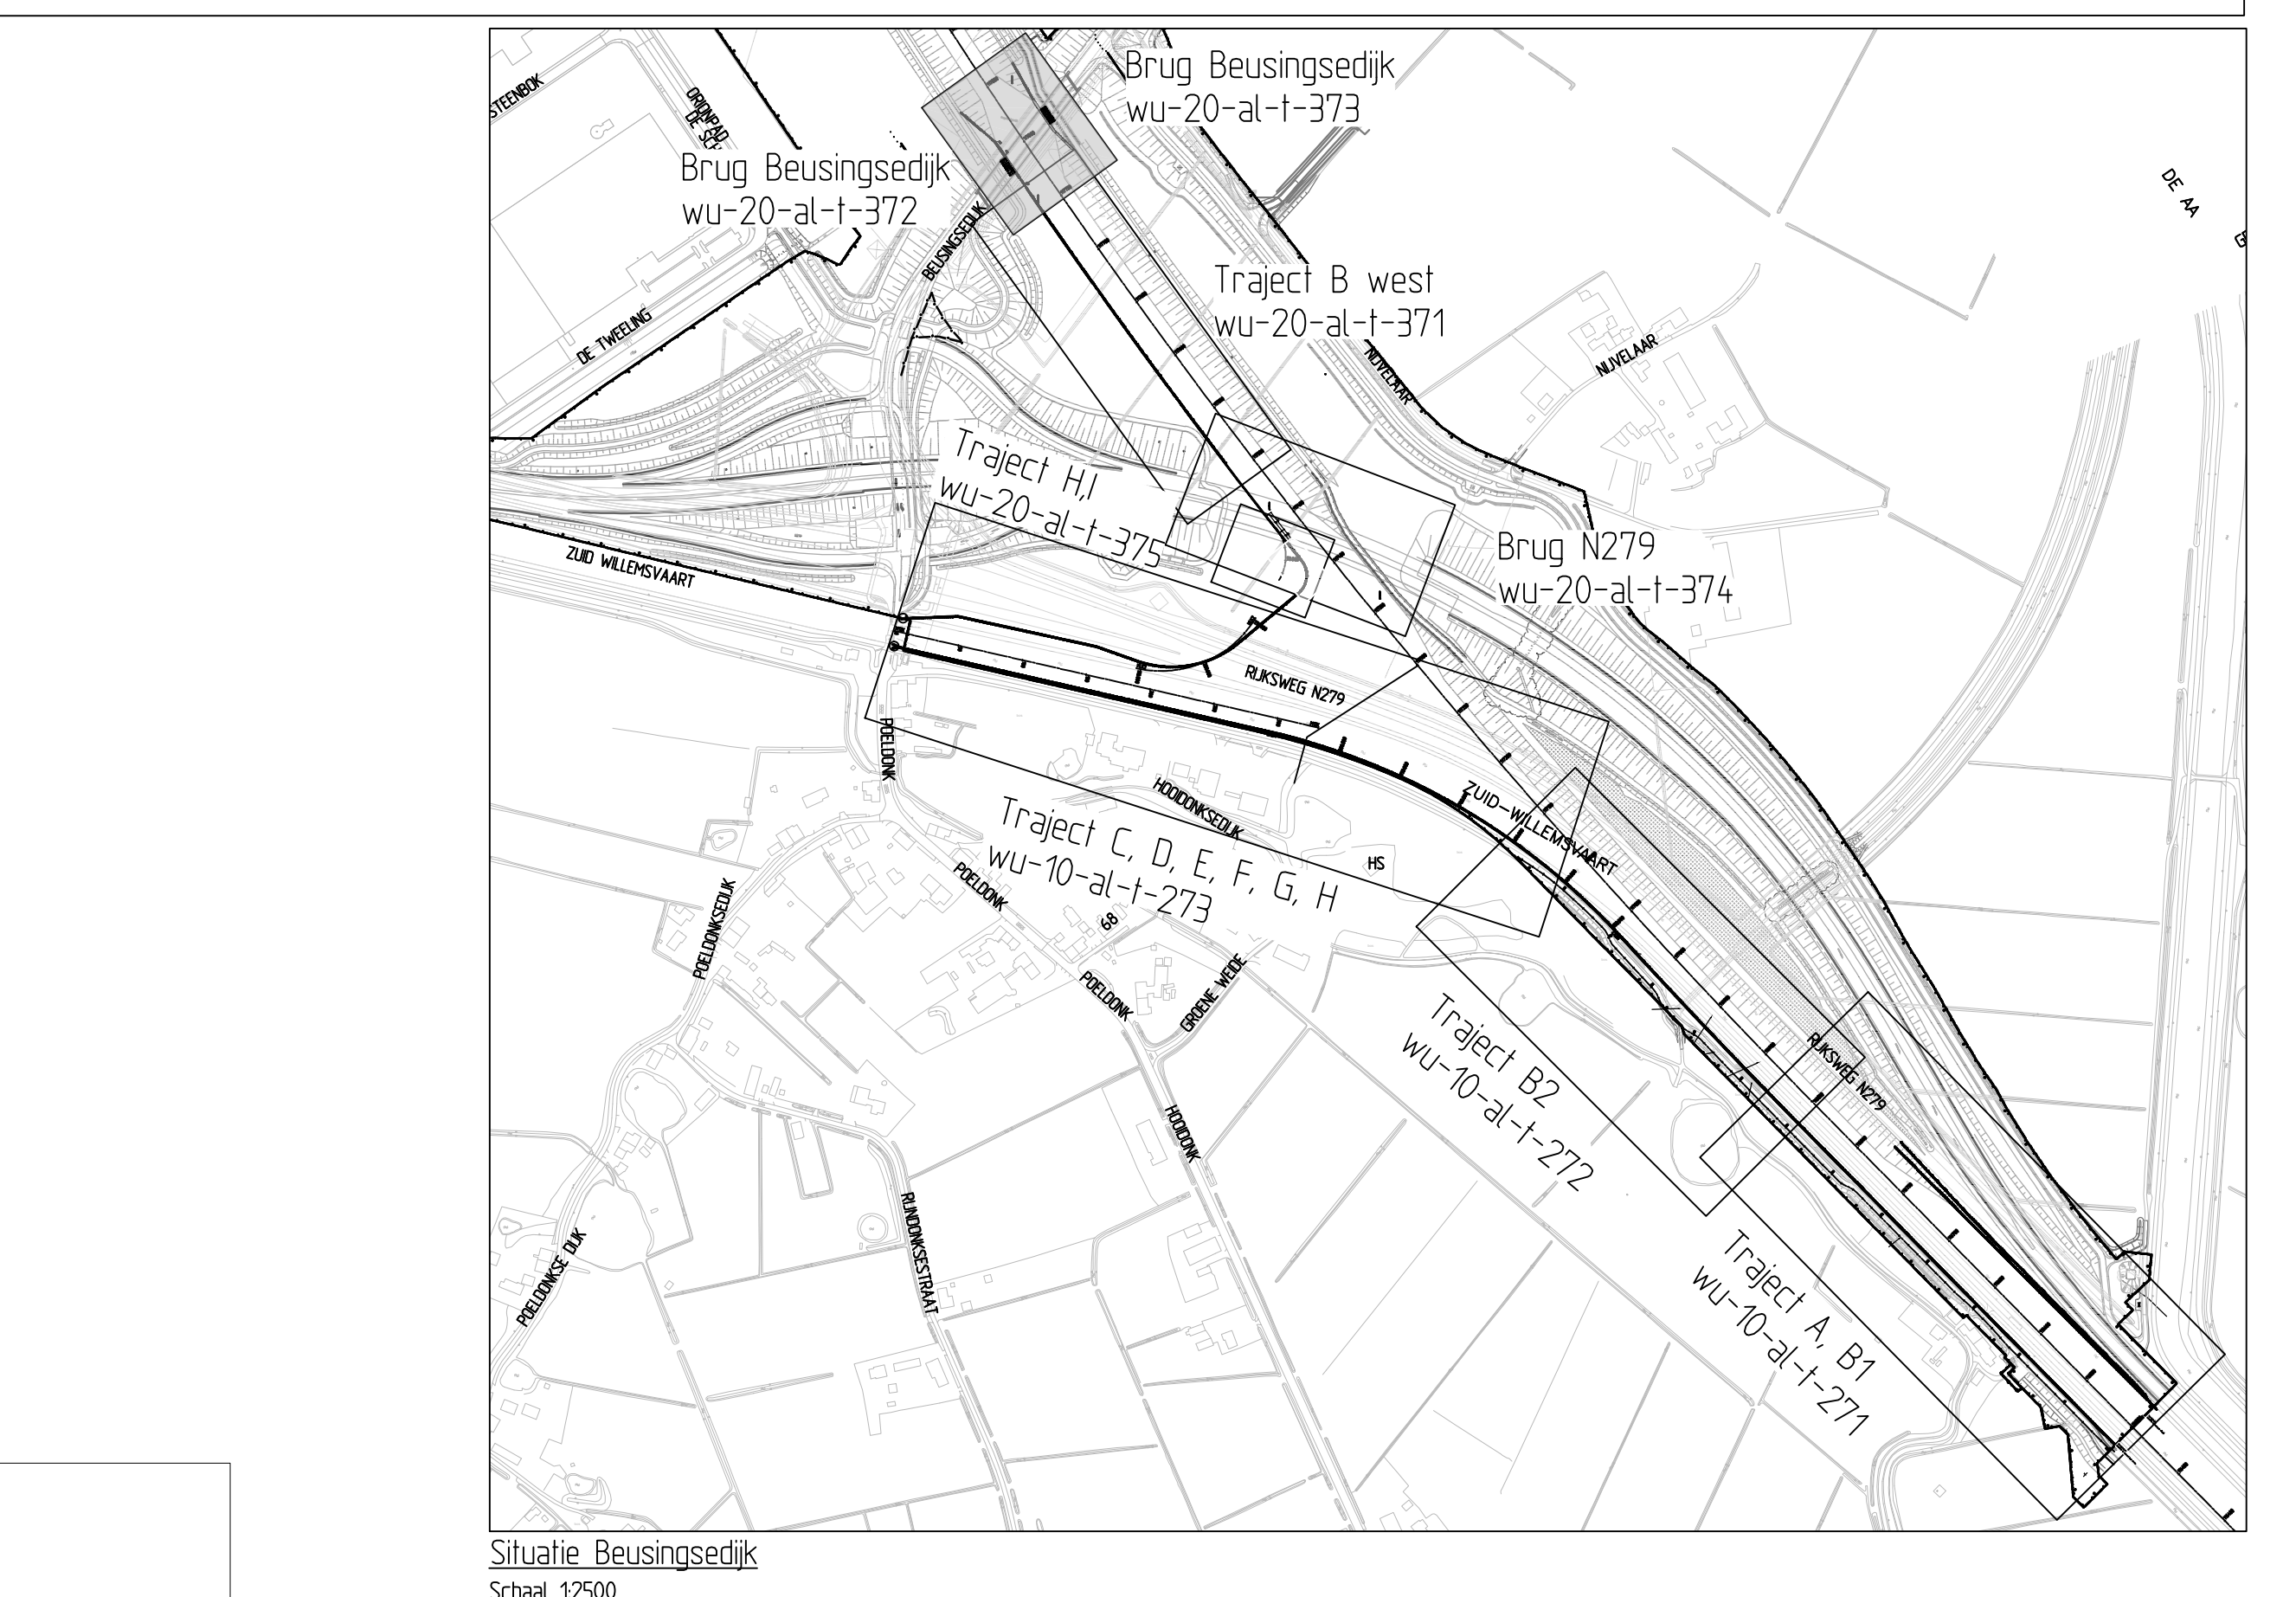 Brug Beusingsedijk
wu-20-al-t-373
STEENBOK
ORIONPAD
DE SCH
Brug Beusingsedijk
wu-20-al-t-372
DE AA
BEUSINGSEDIJK
Traject B west
wu-20-al-t-371
DE TWEELING
NIJVELAAR
NIJVELAAR
Traject H,I
wu-20-al-t-375
ZUID WILLEMSVAART
Brug N279
wu-20-al-t-374
RIJKSWEG N279
POELDONK
HOOIDONKSEDIJK
ZUID-WILLEMSVAART
Traject C, D, E, F, G, H
wu-10-al-t-273
HS
POELDONK
68
POELDONKSEDIJK
POELDONK
GROENE WEIDE
Traject B2
wu-10-al-t-272
RIJKSWEG N279
HOOIDONK
RIJNDONKSESTRAAT
POELDONKSE DIJK
Traject A, B1
wu-10-al-t-271
Situatie Beusingsedijk
Schaal 1:2500